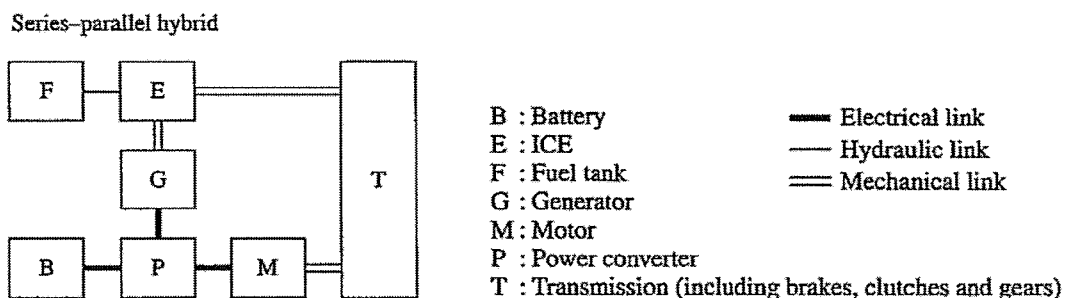 Series–parallel hybrid
F
E
G
T
B
P
M
B : Battery
E : ICE
F : Fuel tank
G : Generator
M : Motor
P : Power converter
T : Transmission (including brakes, clutches and gears)
Electrical link
Hydraulic link
Mechanical link